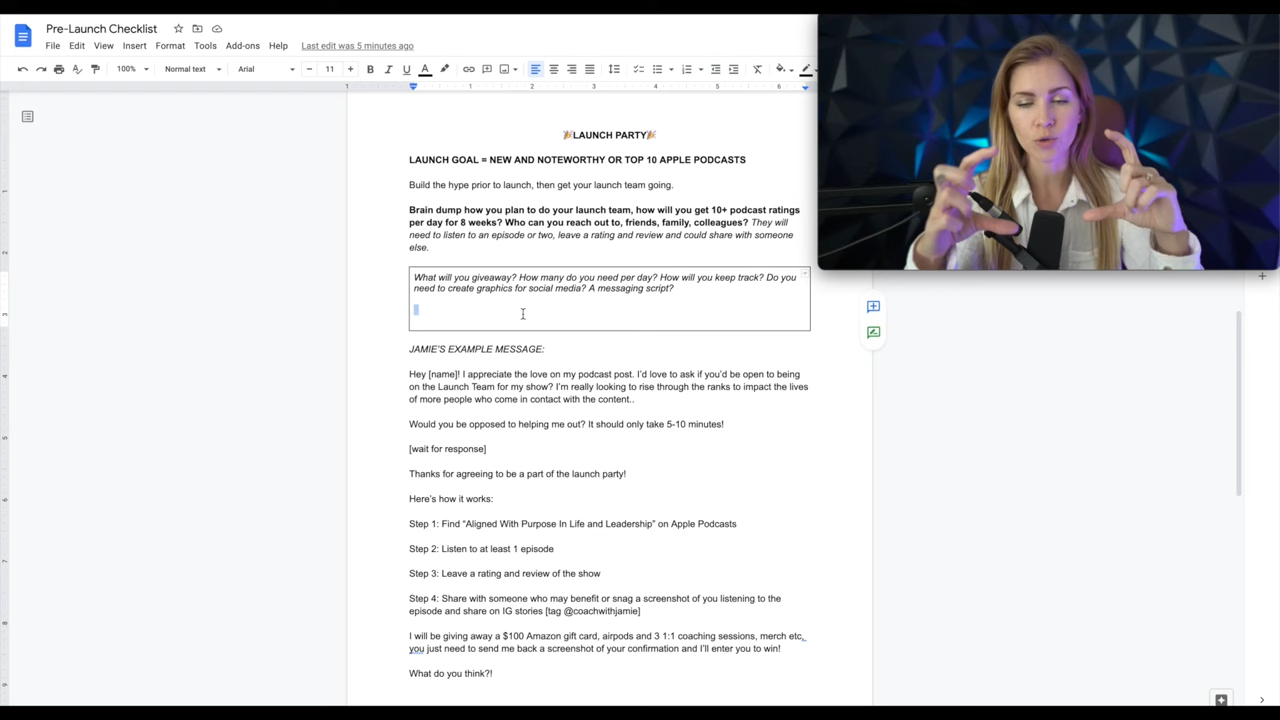 Pre-Launch Checklist
File Edit View Insert Format Tools Add-ons Help Last edit was 5 minutes ago
100% Normal text Arial 11
1 1 2 3 4 5 6
LAUNCH PARTY
LAUNCH GOAL = NEW AND NOTEWORTHY OR TOP 10 APPLE PODCASTS
Build the hype prior to launch, then get your launch team going.
Brain dump how you plan to do your launch team, how will you get 10+ podcast ratings
per day for 8 weeks? Who can you reach out to, friends, family, colleagues? They will
need to listen to an episode or two, leave a rating and review and could share with someone
else.
What will you giveaway? How many do you need per day? How will you keep track? Do you
need to create graphics for social media? A messaging script?
JAMIE'S EXAMPLE MESSAGE:
Hey [name]! I appreciate the love on my podcast post. I'd love to ask if you'd be open to being
on the Launch Team for my show? I'm really looking to rise through the ranks to impact the lives
of more people who come in contact with the content..
Would you be opposed to helping me out? It should only take 5-10 minutes!
[wait for response]
Thanks for agreeing to be a part of the launch party!
Here's how it works:
Step 1: Find “Aligned With Purpose In Life and Leadership” on Apple Podcasts
Step 2: Listen to at least 1 episode
Step 3: Leave a rating and review of the show
Step 4: Share with someone who may benefit or snag a screenshot of you listening to the
episode and share on IG stories [tag @coachwithjamie]
I will be giving away a $100 Amazon gift card, airpods and 3 1:1 coaching sessions, merch etc,
you just need to send me back a screenshot of your confirmation and I'll enter you to win!
What do you think?!